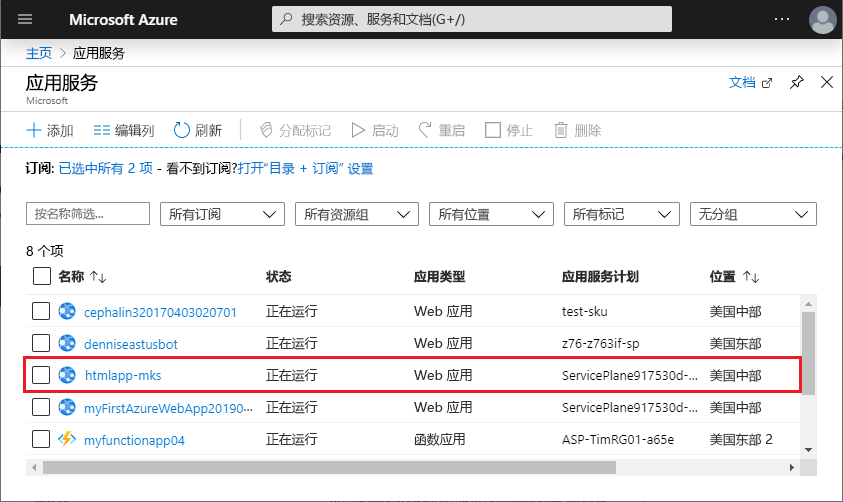 Microsoft Azure
搜索资源、服务和文档(G+/)
主页 > 应用服务
应用服务
Microsoft
文档
添加 编辑列 刷新 分配标记 启动 重启 停止 删除
订阅: 已选中所有 2 项 - 看不到订阅?打开“目录 + 订阅” 设置
按名称筛选... 所有订阅 所有资源组 所有位置 所有标记 无分组
8 个项
名称 状态 应用类型 应用服务计划 位置
cephalin320170403020701 正在运行 Web 应用 test-sku 美国中部
denniseastusbot 正在运行 Web 应用 z76-z763if-sp 美国东部
htmlapp-mks 正在运行 Web 应用 ServicePlane917530d-... 美国中部
myFirstAzureWebApp20190... 正在运行 Web 应用 ServicePlane917530d-... 美国中部
myfunctionapp04 正在运行 函数应用 ASP-TimRG01-a65e 美国东部 2